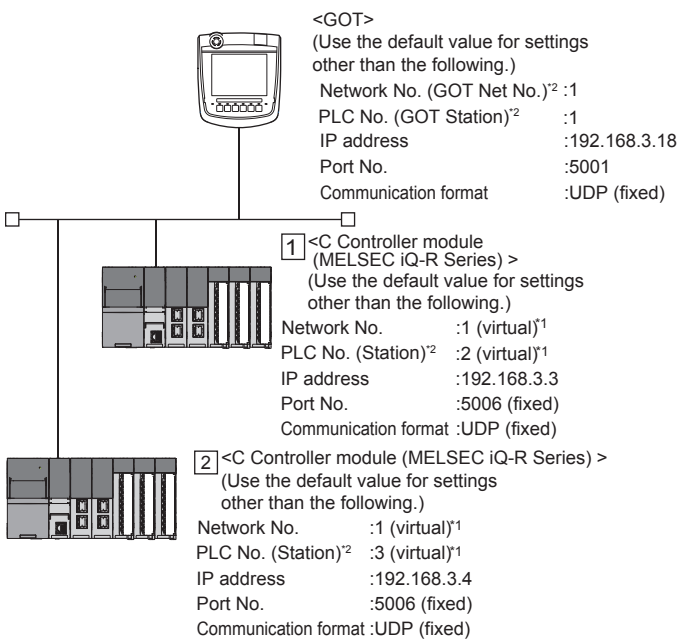 <GOT>
(Use the default value for settings
other than the following.)
Network No. (GOT Net No.)*2 :1
PLC No. (GOT Station)*2 :1
IP address :192.168.3.18
Port No. :5001
Communication format :UDP (fixed)
1 <C Controller module
(MELSEC iQ-R Series) >
(Use the default value for settings
other than the following.)
Network No. :1 (virtual)*1
PLC No. (Station)*2 :2 (virtual)*1
IP address :192.168.3.3
Port No. :5006 (fixed)
Communication format :UDP (fixed)
2 <C Controller module (MELSEC iQ-R Series) >
(Use the default value for settings
other than the following.)
Network No. :1 (virtual)*1
PLC No. (Station)*2 :3 (virtual)*1
IP address :192.168.3.4
Port No. :5006 (fixed)
Communication format :UDP (fixed)